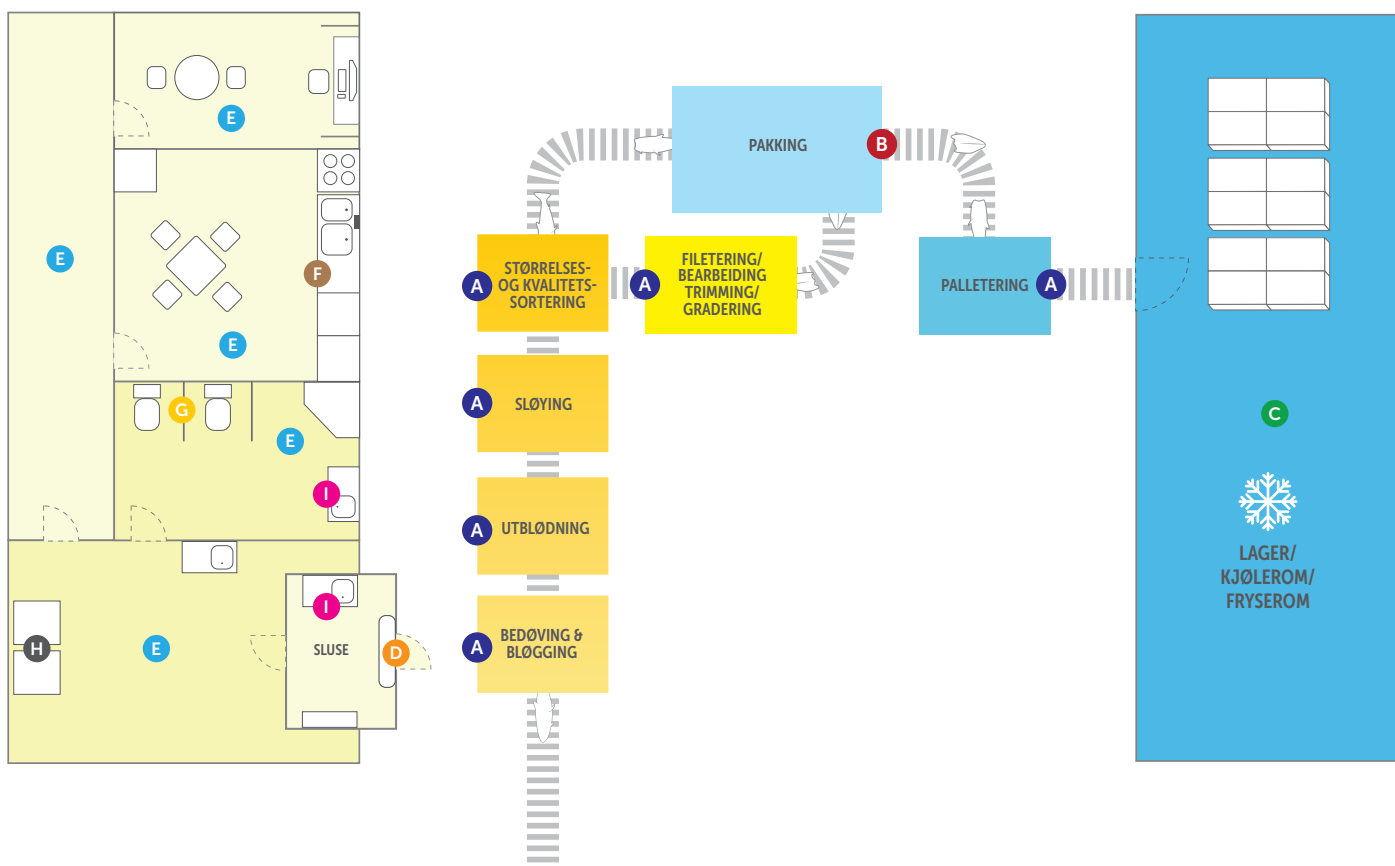 E
E
F
E
G
E
I
H
E
I
SLUSE
D
PAKKING
B
A
STØRRELSES-
OG KVALITETS-
SORTERING
A
FILETERING/
BEARBEIDING
TRIMMING/
GRADERING
PALLETERING
A
A
SLØYING
A
UTBLØDNING
A
BEDØVING &
BLØGGING
C
LAGER/
KJØLEROM/
FRYSEROM